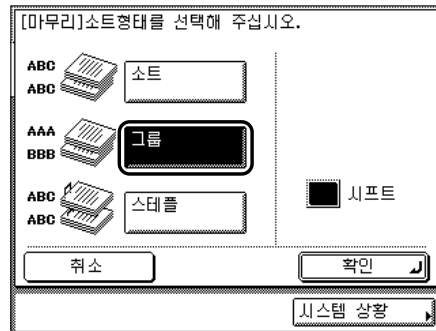 [마무리]소트형태를 선택해 주십시오.
ABC
ABC
소트
AAA
BBB
그룹
ABC
ABC
스테플
시프트
취소
확인
시스템 상황